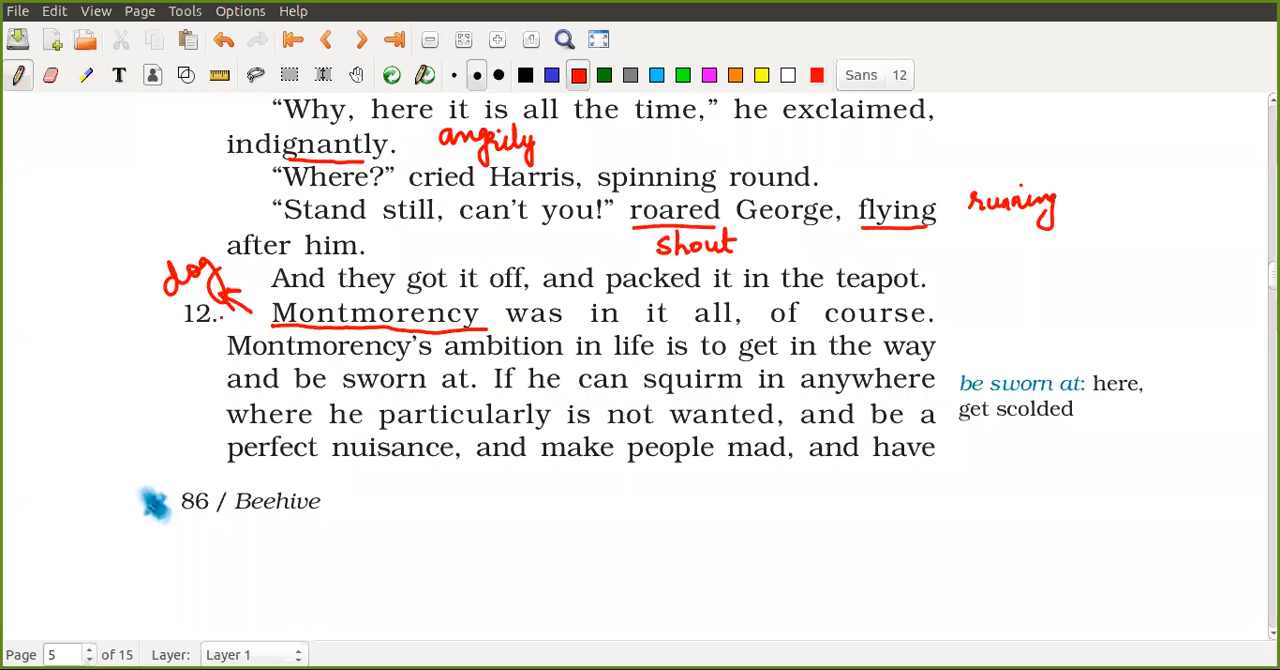 File Edit View Page Tools Options Help
T Sans 12
“Why, here it is all the time,” he exclaimed,
indignantly. angrily
“Where?” cried Harris, spinning round.
“Stand still, can’t you!” roared George, flying running
after him. shout
dog And they got it off, and packed it in the teapot.
12. Montmorency was in it all, of course.
Montmorency’s ambition in life is to get in the way
and be sworn at. If he can squirm in anywhere be sworn at: here,
where he particularly is not wanted, and be a get scolded
perfect nuisance, and make people mad, and have
86 / Beehive
Page 5 of 15 Layer: Layer 1